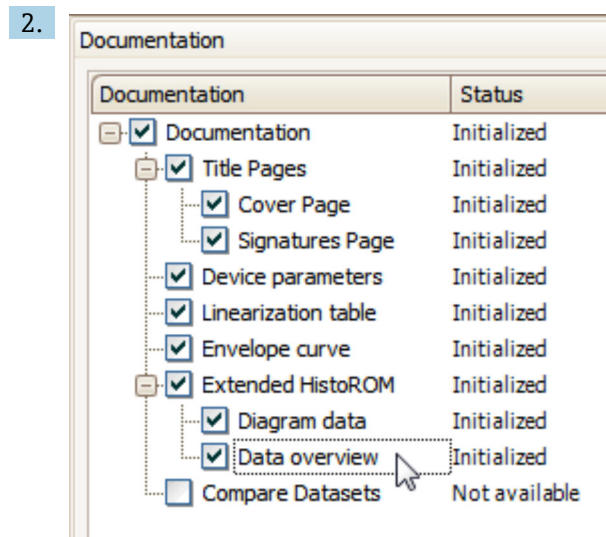 2.
Documentation
Documentation Status
Documentation Initialized
Title Pages Initialized
Cover Page Initialized
Signatures Page Initialized
Device parameters Initialized
Linearization table Initialized
Envelope curve Initialized
Extended HistoROM Initialized
Diagram data Initialized
Data overview Initialized
Compare Datasets Not available